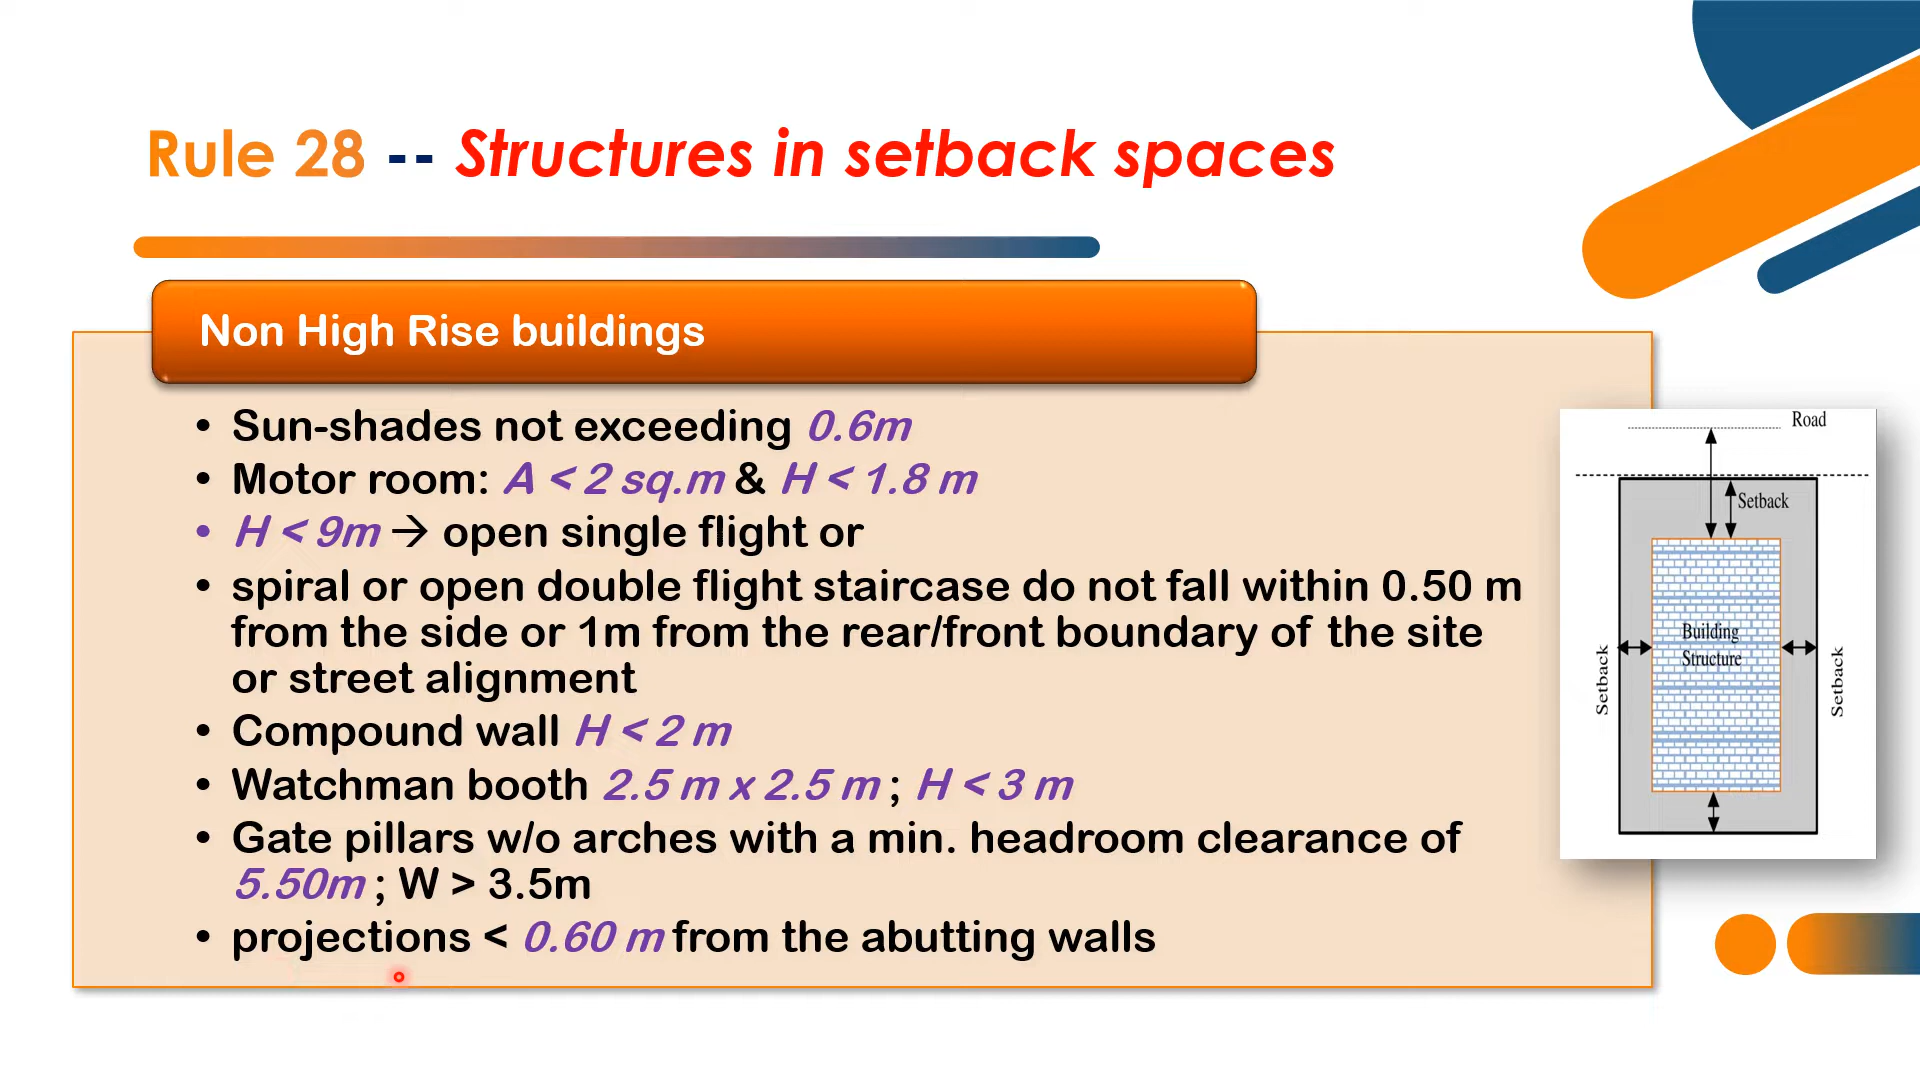 Rule 28 -- Structures in setback spaces
Non High Rise buildings
• Sun-shades not exceeding 0.6m
• Motor room: A < 2 sq.m & H < 1.8 m
• H < 9m → open single flight or
• spiral or open double flight staircase do not fall within 0.50 m
from the side or 1m from the rear/front boundary of the site
or street alignment
• Compound wall H < 2 m
• Watchman booth 2.5 m x 2.5 m ; H < 3 m
• Gate pillars w/o arches with a min. headroom clearance of
5.50m ; W > 3.5m
• projections < 0.60 m from the abutting walls
Road
Setback
Building
Structure
Setback
Setback